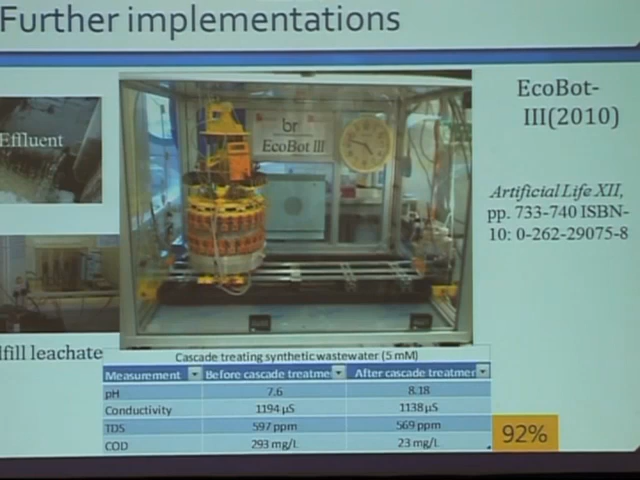 Further implementations
Effluent
EcoBot-
III(2010)
br
EcoBot III
Artificial Life XII,
pp. 733-740 ISBN-
10: 0-262-29075-8
lfill leachate
Cascade treating synthetic wastewater (5 mM)
Measurement Before cascade treatme After cascade treatmer
pH 7.6 8.18
Conductivity 1194 µS 1138 µS
TDS 597 ppm 569 ppm
COD 293 mg/L 23 mg/L
92%